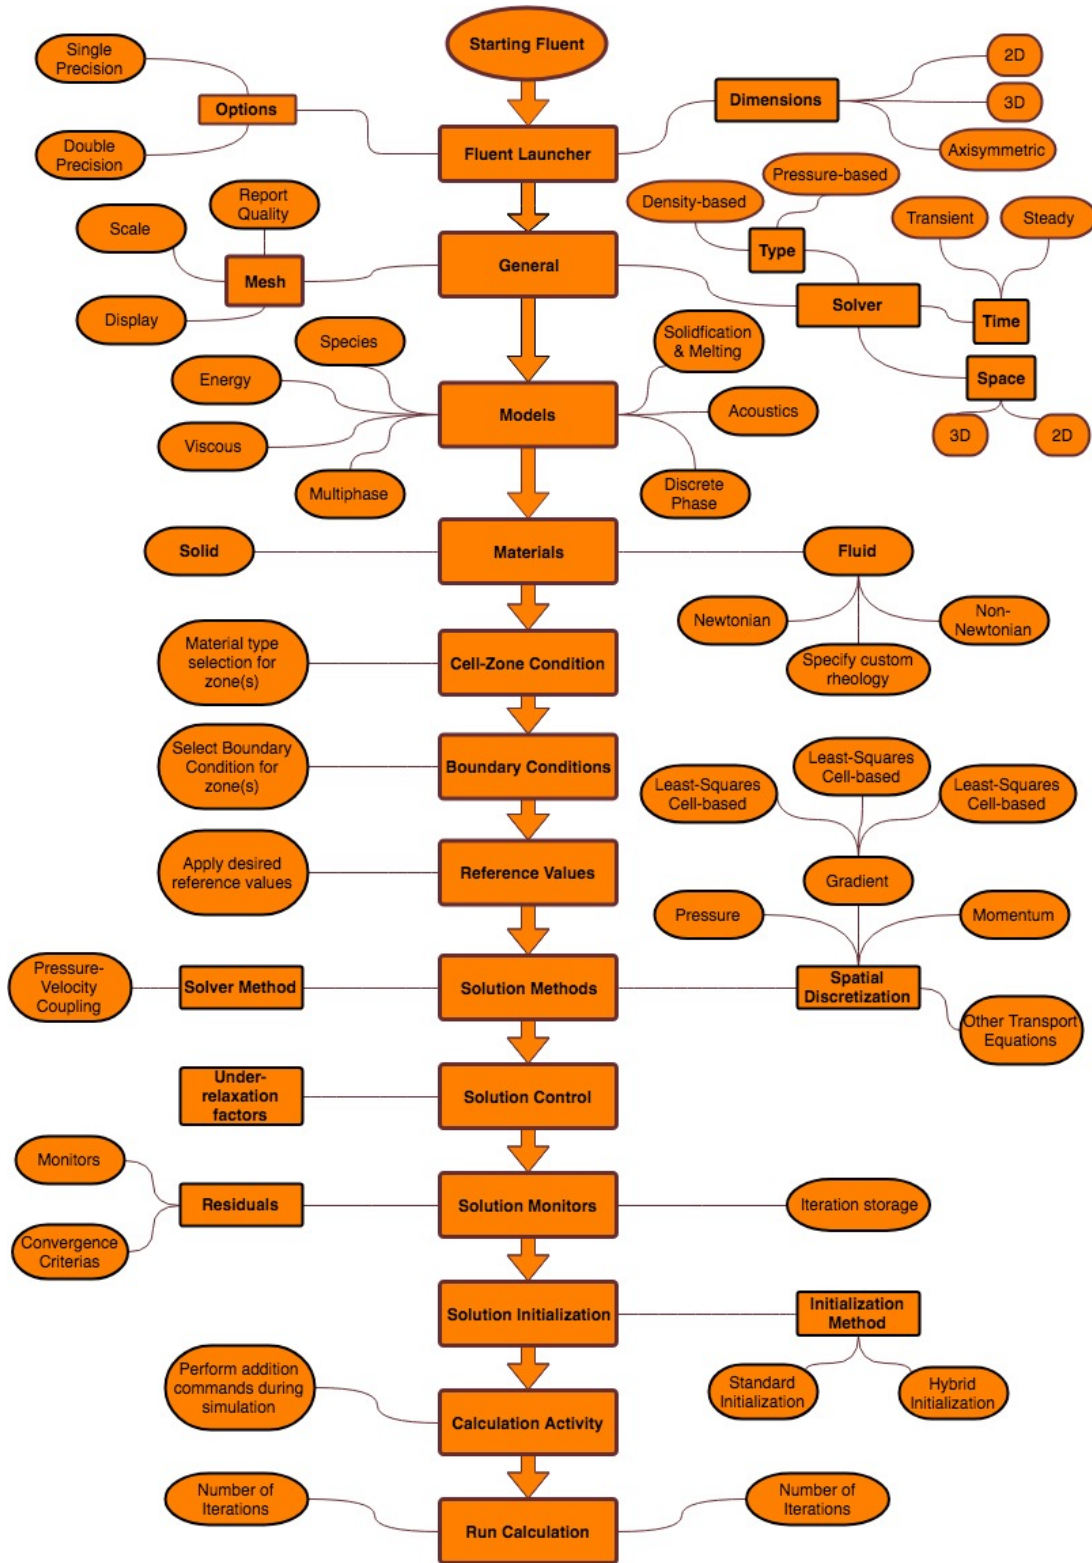 Starting Fluent
Single
Precision
Options
Double
Precision
Fluent Launcher
Dimensions
2D
3D
Axisymmetric
Report
Quality
Scale
Mesh
Display
General
Density-based
Pressure-based
Type
Solver
Transient
Steady
Time
Space
3D
2D
Species
Energy
Viscous
Multiphase
Models
Solidfication
& Melting
Acoustics
Discrete
Phase
Solid
Materials
Fluid
Newtonian
Non-
Newtonian
Specify custom
rheology
Material type
selection for
zone(s)
Cell-Zone Condition
Select Boundary
Condition for
zone(s)
Boundary Conditions
Least-Squares
Cell-based
Least-Squares
Cell-based
Least-Squares
Cell-based
Apply desired
reference values
Reference Values
Gradient
Pressure
Momentum
Pressure-
Velocity
Coupling
Solver Method
Solution Methods
Spatial
Discretization
Other Transport
Equations
Under-
relaxation
factors
Solution Control
Monitors
Residuals
Convergence
Criterias
Solution Monitors
Iteration storage
Solution Initialization
Initialization
Method
Standard
Initialization
Hybrid
Initialization
Perform addition
commands during
simulation
Calculation Activity
Number of
Iterations
Run Calculation
Number of
Iterations